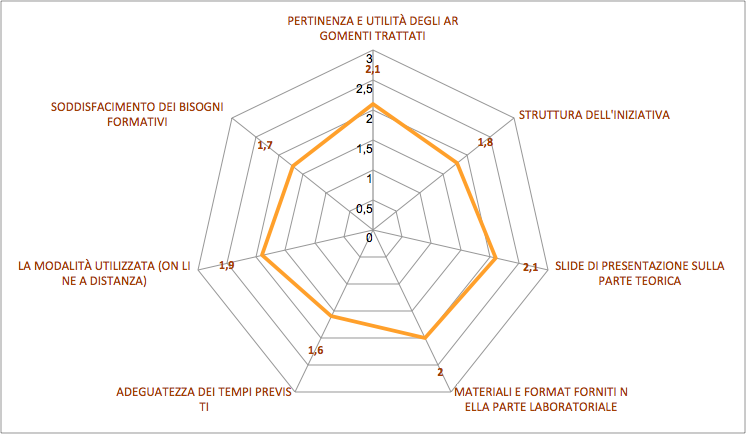 PERTINENZA E UTILITÀ DEGLI AR
GOMENTI TRATTATI
3
2,1
2,5
2
1,5
1
0,5
0
STRUTTURA DELL'INIZIATIVA
1,8
SLIDE DI PRESENTAZIONE SULLA
PARTE TEORICA
2,1
MATERIALI E FORMAT FORNITI N
ELLA PARTE LABORATORIALE
2
ADEGUATEZZA DEI TEMPI PREVIS
TI
1,6
LA MODALITÀ UTILIZZATA (ON LI
NE A DISTANZA)
1,9
SODDISFACIMENTO DEI BISOGNI
FORMATIVI
1,7